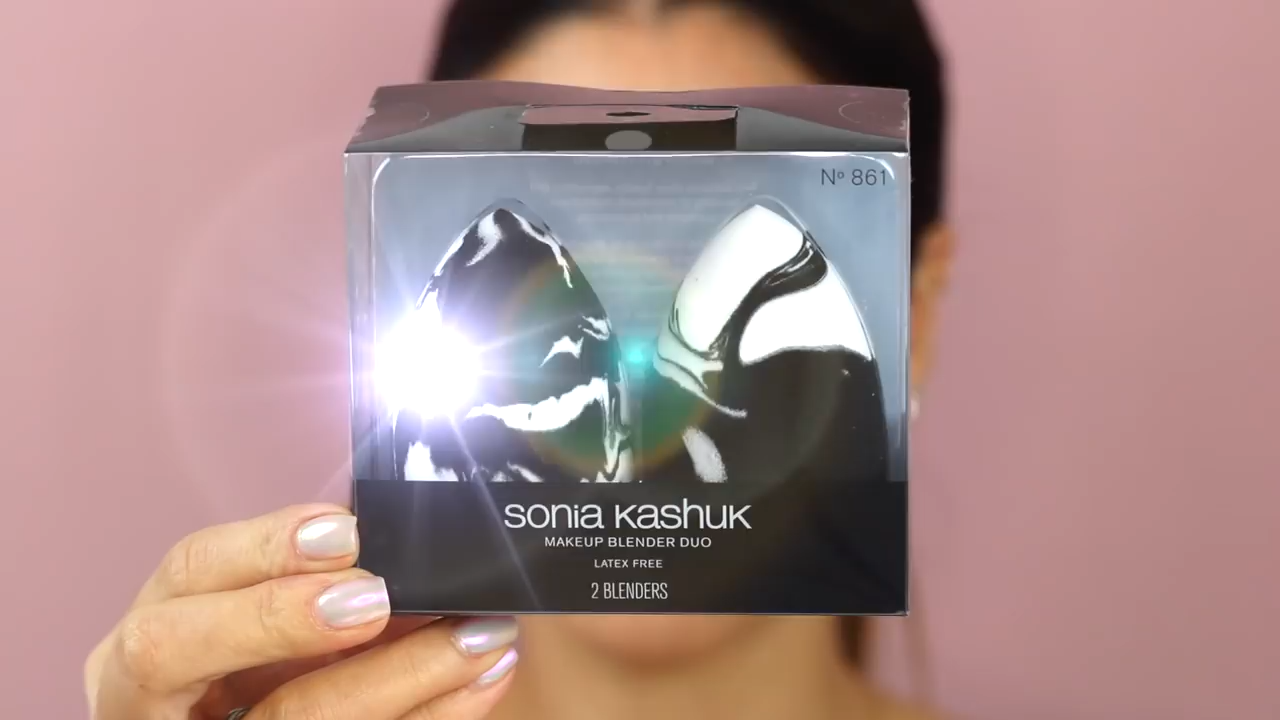 Nº 861
sonia kashuk
MAKEUP BLENDER DUO
LATEX FREE
2 BLENDERS